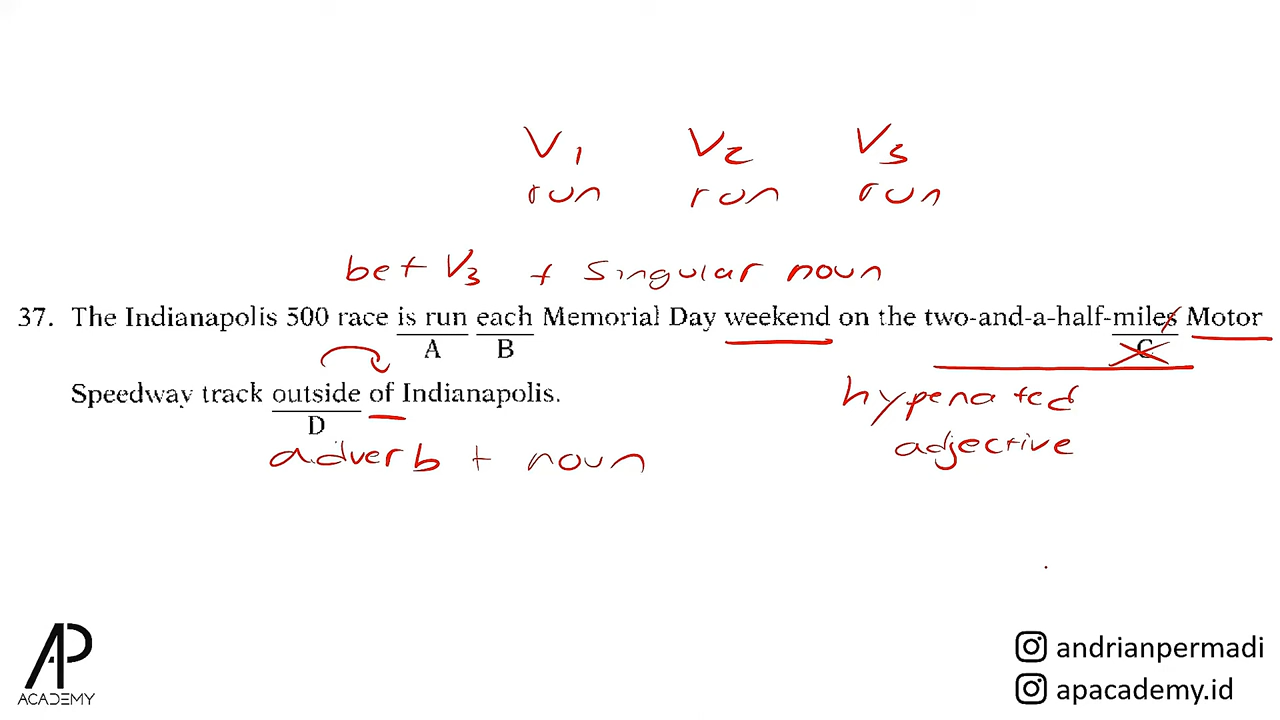 V1 V2 V3
run run run
be + V3 + singular noun
37. The Indianapolis 500 race is run each Memorial Day weekend on the two-and-a-half-miles Motor
A B C
Speedway track outside of Indianapolis.
D
hypenated
adjective
adverb + noun
AP
ACADEMY
andrianpermadi
apacademy.id